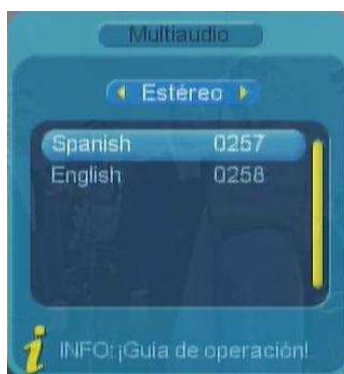 Multiaudio
Estéreo
Spanish 0257
English 0258
INFO:¡Guía de operación!